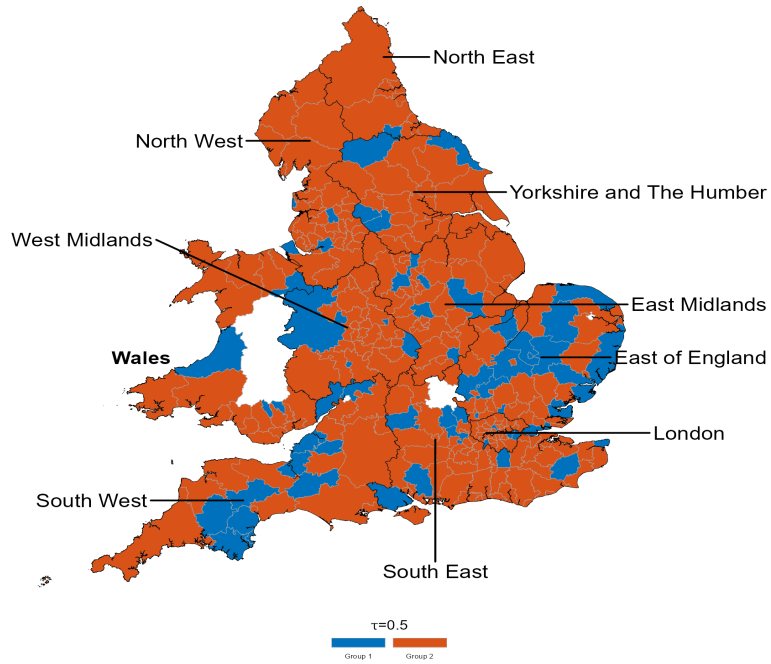 North East
North West
Yorkshire and The Humber
West Midlands
East Midlands
Wales
East of England
London
South West
South East
τ=0.5
Group 1
Group 2